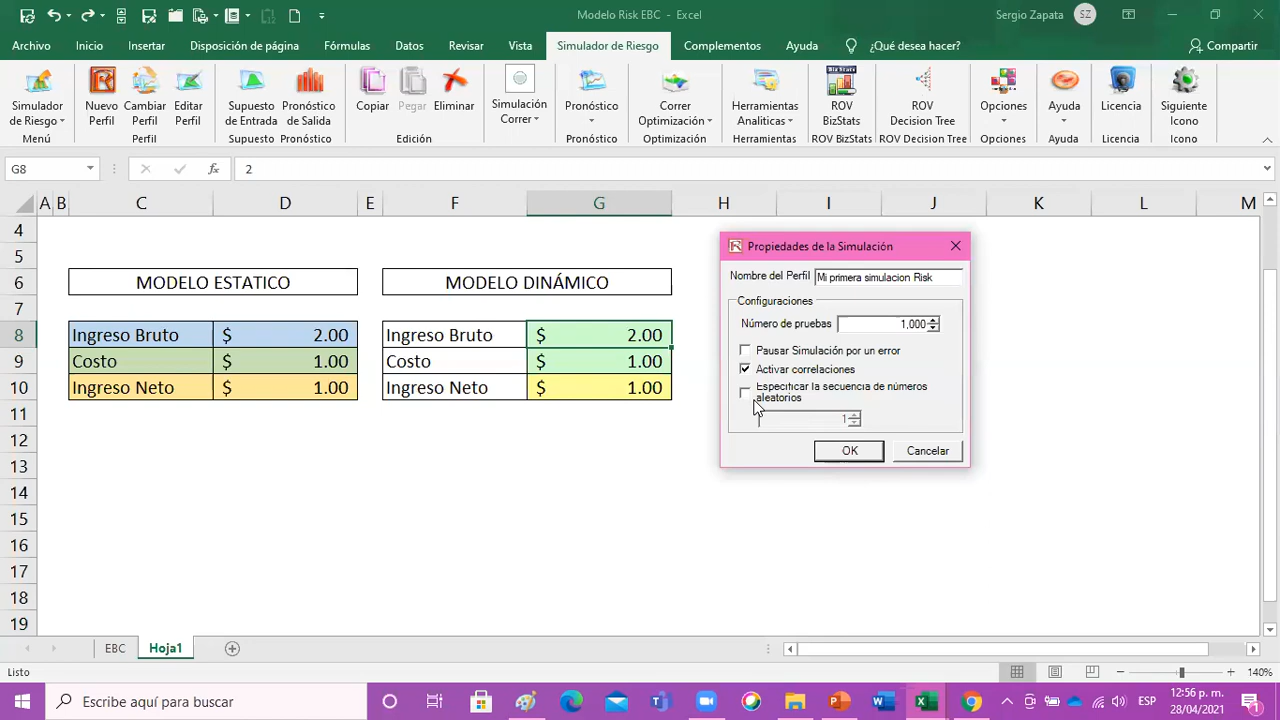 Modelo Risk EBC - Excel
Sergio Zapata SZ
Archivo Inicio Insertar Disposición de página Fórmulas Datos Revisar Vista Simulador de Riesgo Complementos Ayuda ¿Qué desea hacer? Compartir
Simulador de Riesgo
Nuevo Perfil
Cambiar Perfil
Editar Perfil
Supuesto de Entrada
Pronóstico de Salida
Copiar
Pegar
Eliminar
Simulación Correr
Pronóstico
Correr Optimización
Herramientas Analiticas
ROV BizStats
ROV Decision Tree
Opciones
Ayuda
Licencia
Siguiente Icono
Menú Perfil Supuesto Pronóstico Edición Pronóstico Optimización Herramientas ROV BizStats ROV Decision Tree Opciones Ayuda Licencia Icono
G8 fx 2
A B C D E F G H I J K L M
4
5
6 MODELO ESTATICO MODELO DINÁMICO
7
8 Ingreso Bruto $ 2.00 Ingreso Bruto $ 2.00
9 Costo $ 1.00 Costo $ 1.00
10 Ingreso Neto $ 1.00 Ingreso Neto $ 1.00
11
12
13
14
15
16
17
18
19
Propiedades de la Simulación
Nombre del Perfil Mi primera simulacion Risk
Configuraciones
Número de pruebas 1,000
Pausar Simulación por un error
Activar correlaciones
Especificar la secuencia de números
aleatorios
1
OK Cancelar
EBC Hoja1
Listo 140%
Escribe aquí para buscar
ESP
12:56 p. m.
28/04/2021
1